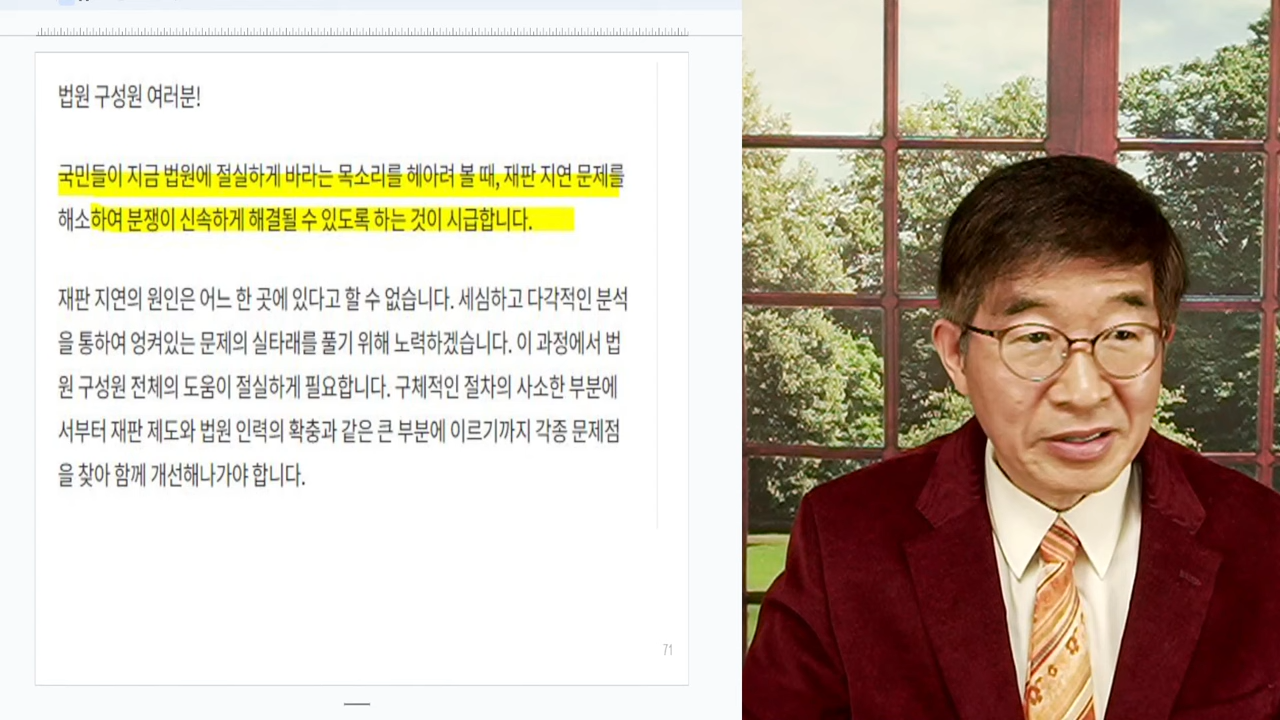 법원 구성원 여러분!
국민들이 지금 법원에 절실하게 바라는 목소리를 헤아려 볼 때, 재판 지연 문제를
해소하여 분쟁이 신속하게 해결될 수 있도록 하는 것이 시급합니다.
재판 지연의 원인은 어느 한 곳에 있다고 할 수 없습니다. 세심하고 다각적인 분석
을 통하여 엉켜있는 문제의 실타래를 풀기 위해 노력하겠습니다. 이 과정에서 법
원 구성원 전체의 도움이 절실하게 필요합니다. 구체적인 절차의 사소한 부분에
서부터 재판 제도와 법원 인력의 확충과 같은 큰 부분에 이르기까지 각종 문제점
을 찾아 함께 개선해나가야 합니다.
71